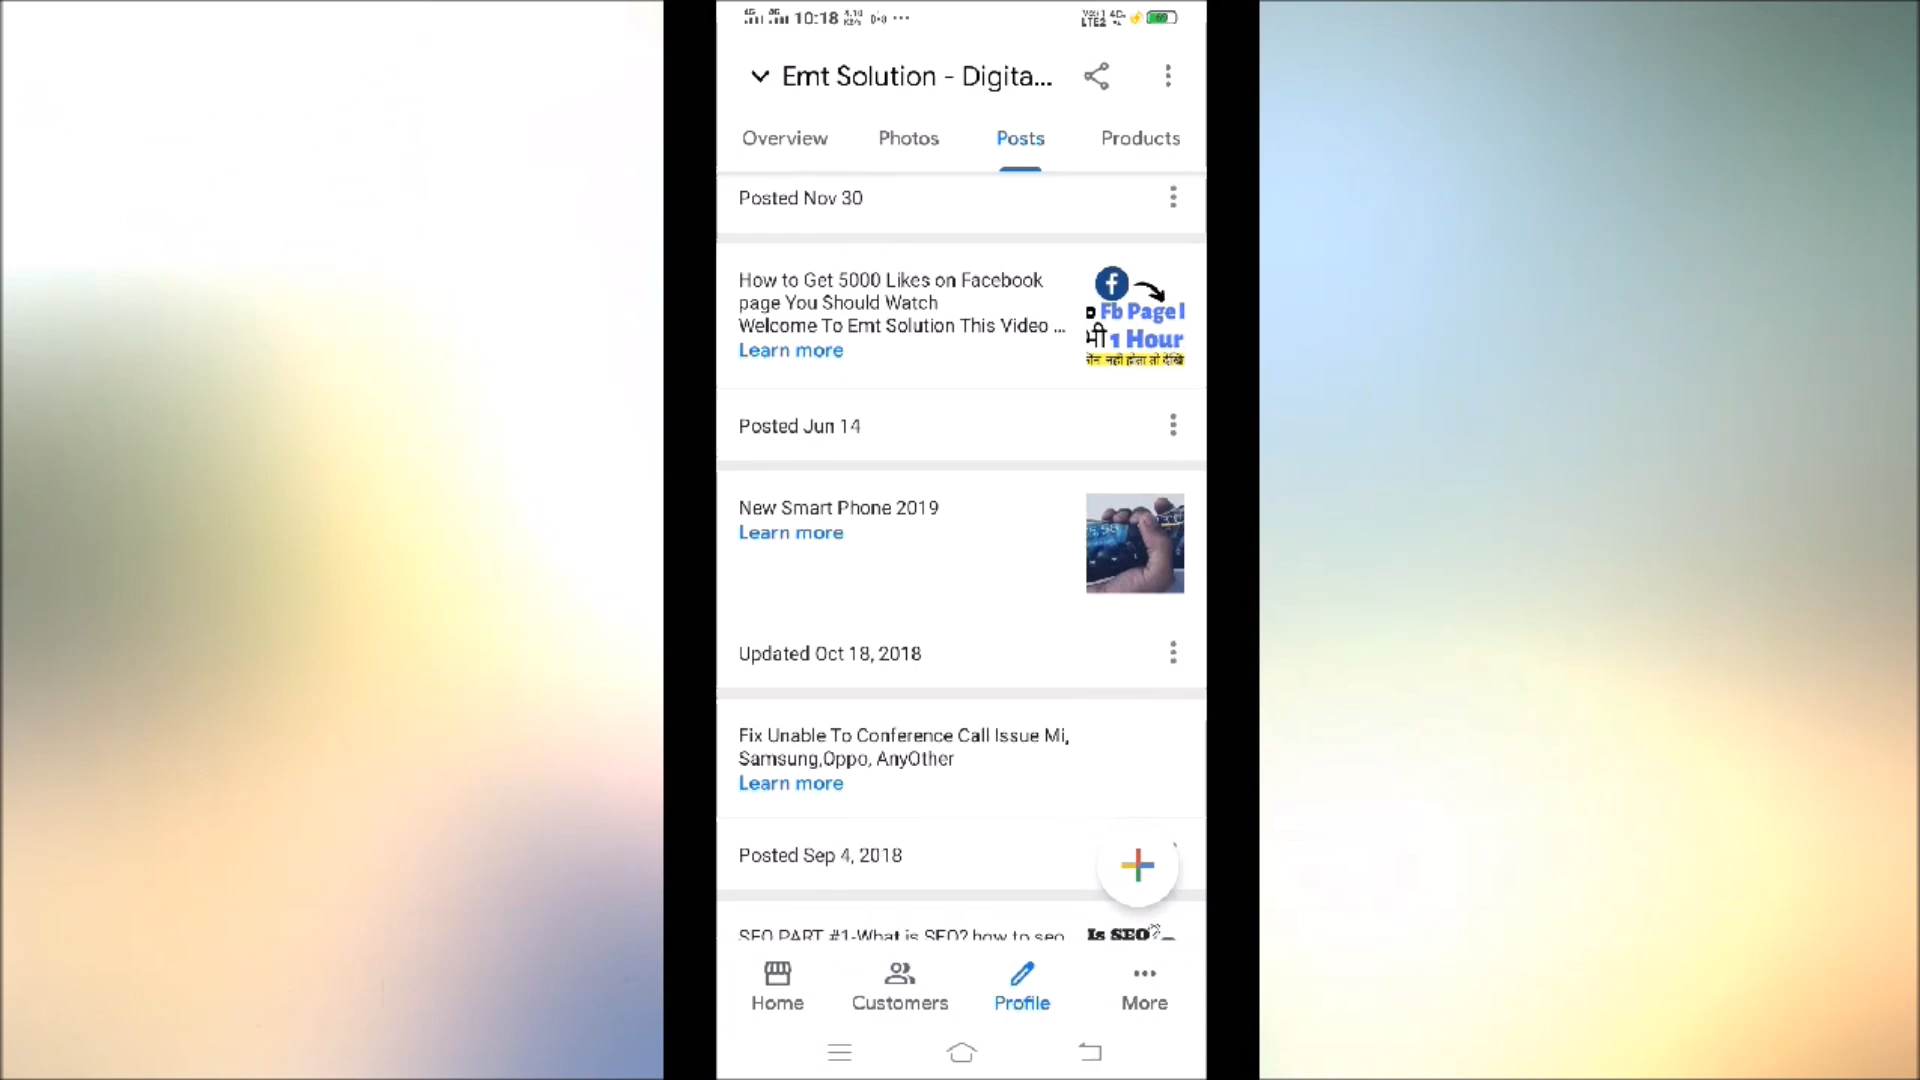 10:18
69
Emt Solution - Digita...
Overview Photos Posts Products
Posted Nov 30
How to Get 5000 Likes on Facebook
page You Should Watch
Welcome To Emt Solution This Video ...
Learn more
Fb Page
1 Hour
Posted Jun 14
New Smart Phone 2019
Learn more
Updated Oct 18, 2018
Fix Unable To Conference Call Issue Mi,
Samsung,Oppo, AnyOther
Learn more
Posted Sep 4, 2018
SEO PART #1-What is SEO? how to seo
Is SEO
Home Customers Profile More